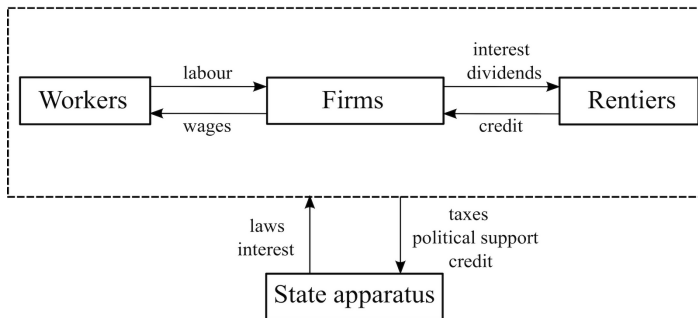 labour
interest
dividends
Workers
Firms
Rentiers
wages
credit
laws
interest
taxes
political support
credit
State apparatus